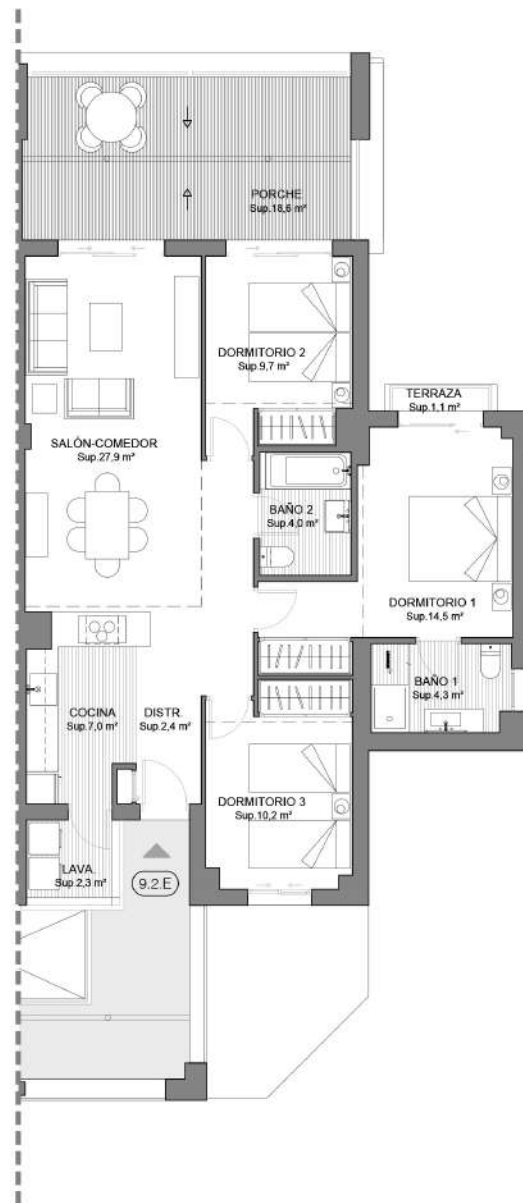 PORCHE
Sup.18,6 m²
DORMITORIO 2
Sup.9,7 m²
TERRAZA
Sup.1,1 m²
SALÓN-COMEDOR
Sup.27,9 m²
BAÑO 2
Sup.4,0 m²
DORMITORIO 1
Sup.14,5 m²
BAÑO 1
Sup.4,3 m²
COCINA
Sup.7,0 m²
DISTR.
Sup.2,4 m²
DORMITORIO 3
Sup.10,2 m²
LAVA.
Sup.2,3 m²
9.2.E